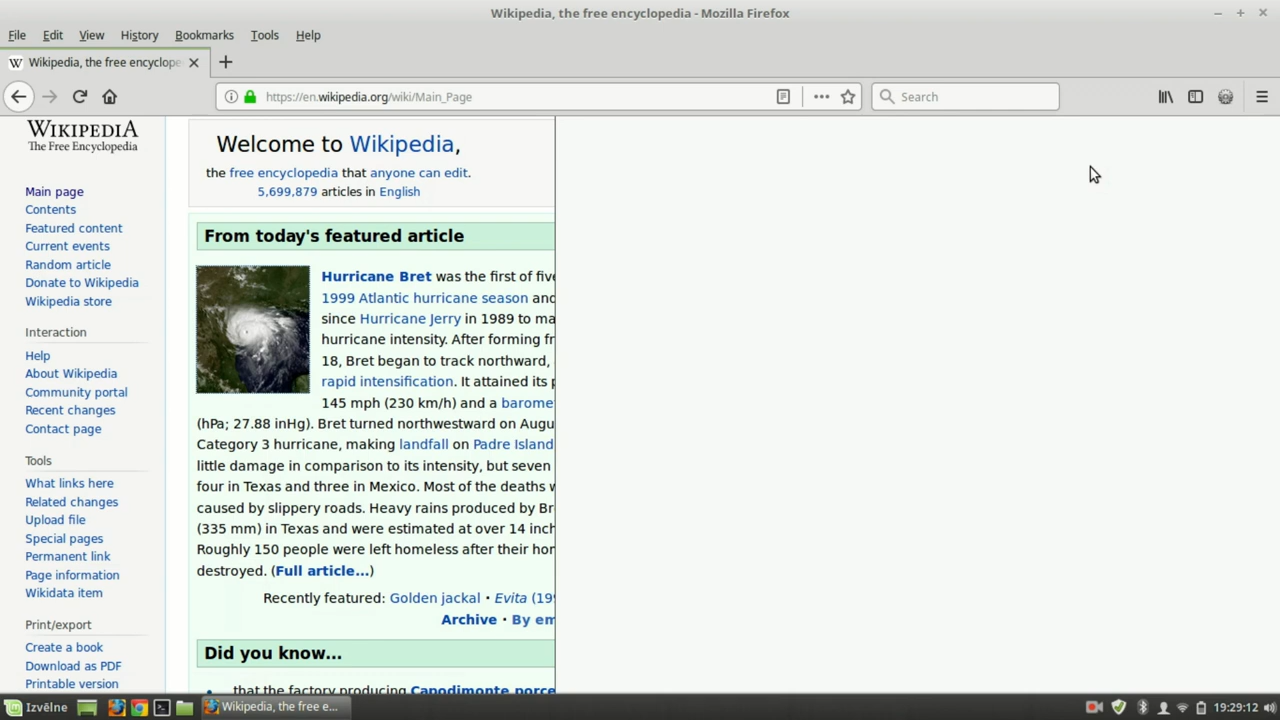 Wikipedia, the free encyclopedia - Mozilla Firefox
File Edit View History Bookmarks Tools Help
W Wikipedia, the free encyclope
https://en.wikipedia.org/wiki/Main_Page
Search
WIKIPEDIA
The Free Encyclopedia
Main page
Contents
Featured content
Current events
Random article
Donate to Wikipedia
Wikipedia store
Interaction
Help
About Wikipedia
Community portal
Recent changes
Contact page
Tools
What links here
Related changes
Upload file
Special pages
Permanent link
Page information
Wikidata item
Print/export
Create a book
Download as PDF
Printable version
Welcome to Wikipedia,
the free encyclopedia that anyone can edit.
5,699,879 articles in English
From today's featured article
Hurricane Bret was the first of five
1999 Atlantic hurricane season and
since Hurricane Jerry in 1989 to ma
hurricane intensity. After forming fr
18, Bret began to track northward,
rapid intensification. It attained its p
145 mph (230 km/h) and a barome
(hPa; 27.88 inHg). Bret turned northwestward on Augu
Category 3 hurricane, making landfall on Padre Island
little damage in comparison to its intensity, but seven
four in Texas and three in Mexico. Most of the deaths w
caused by slippery roads. Heavy rains produced by Br
(335 mm) in Texas and were estimated at over 14 inch
Roughly 150 people were left homeless after their hor
destroyed. (Full article...)
Recently featured: Golden jackal · Evita (199
Archive · By em
Did you know...
that the factory producing Capodimonte porce
Izvēlne
Wikipedia, the free e...
19:29:12